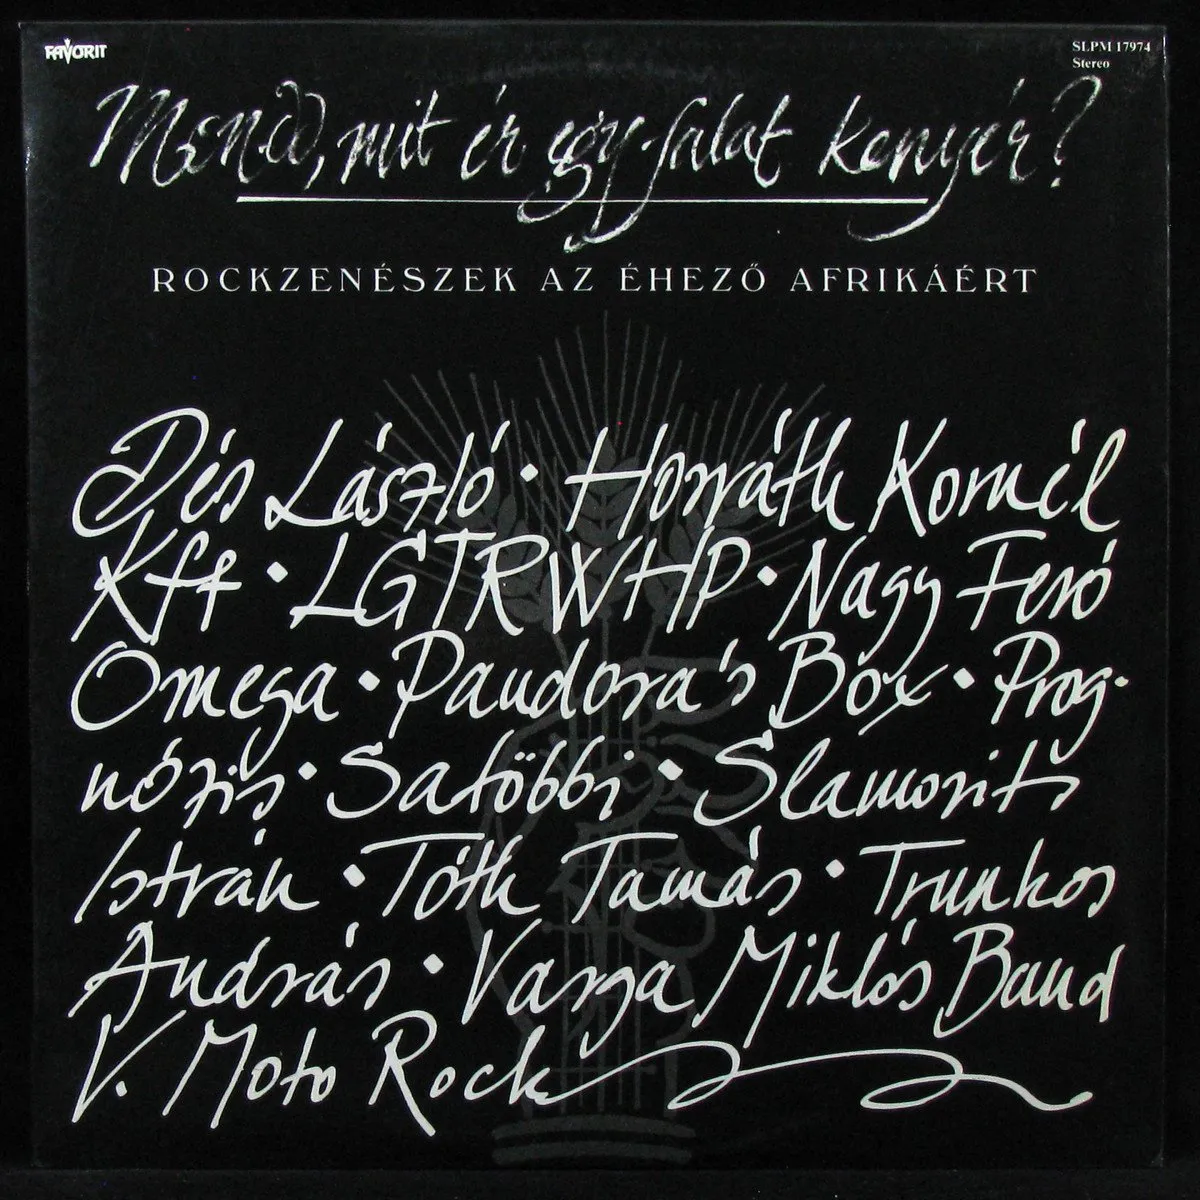 FAVORIT
SLPM 17974
Stereo
Mondd, mit ér egy falat kenyér?
ROCKZENÉSZEK AZ ÉHEZŐ AFRIKÁÉRT
Dés László • Horváth Kornél
Kft • LGTRWHP • Nagy Feró
Omega • Pandora's Box • Prog-
nózis • Satöbbi • Slamovits
István • Tóth Tamás • Trunkos
András • Varga Miklós Band
V. Moto Rock